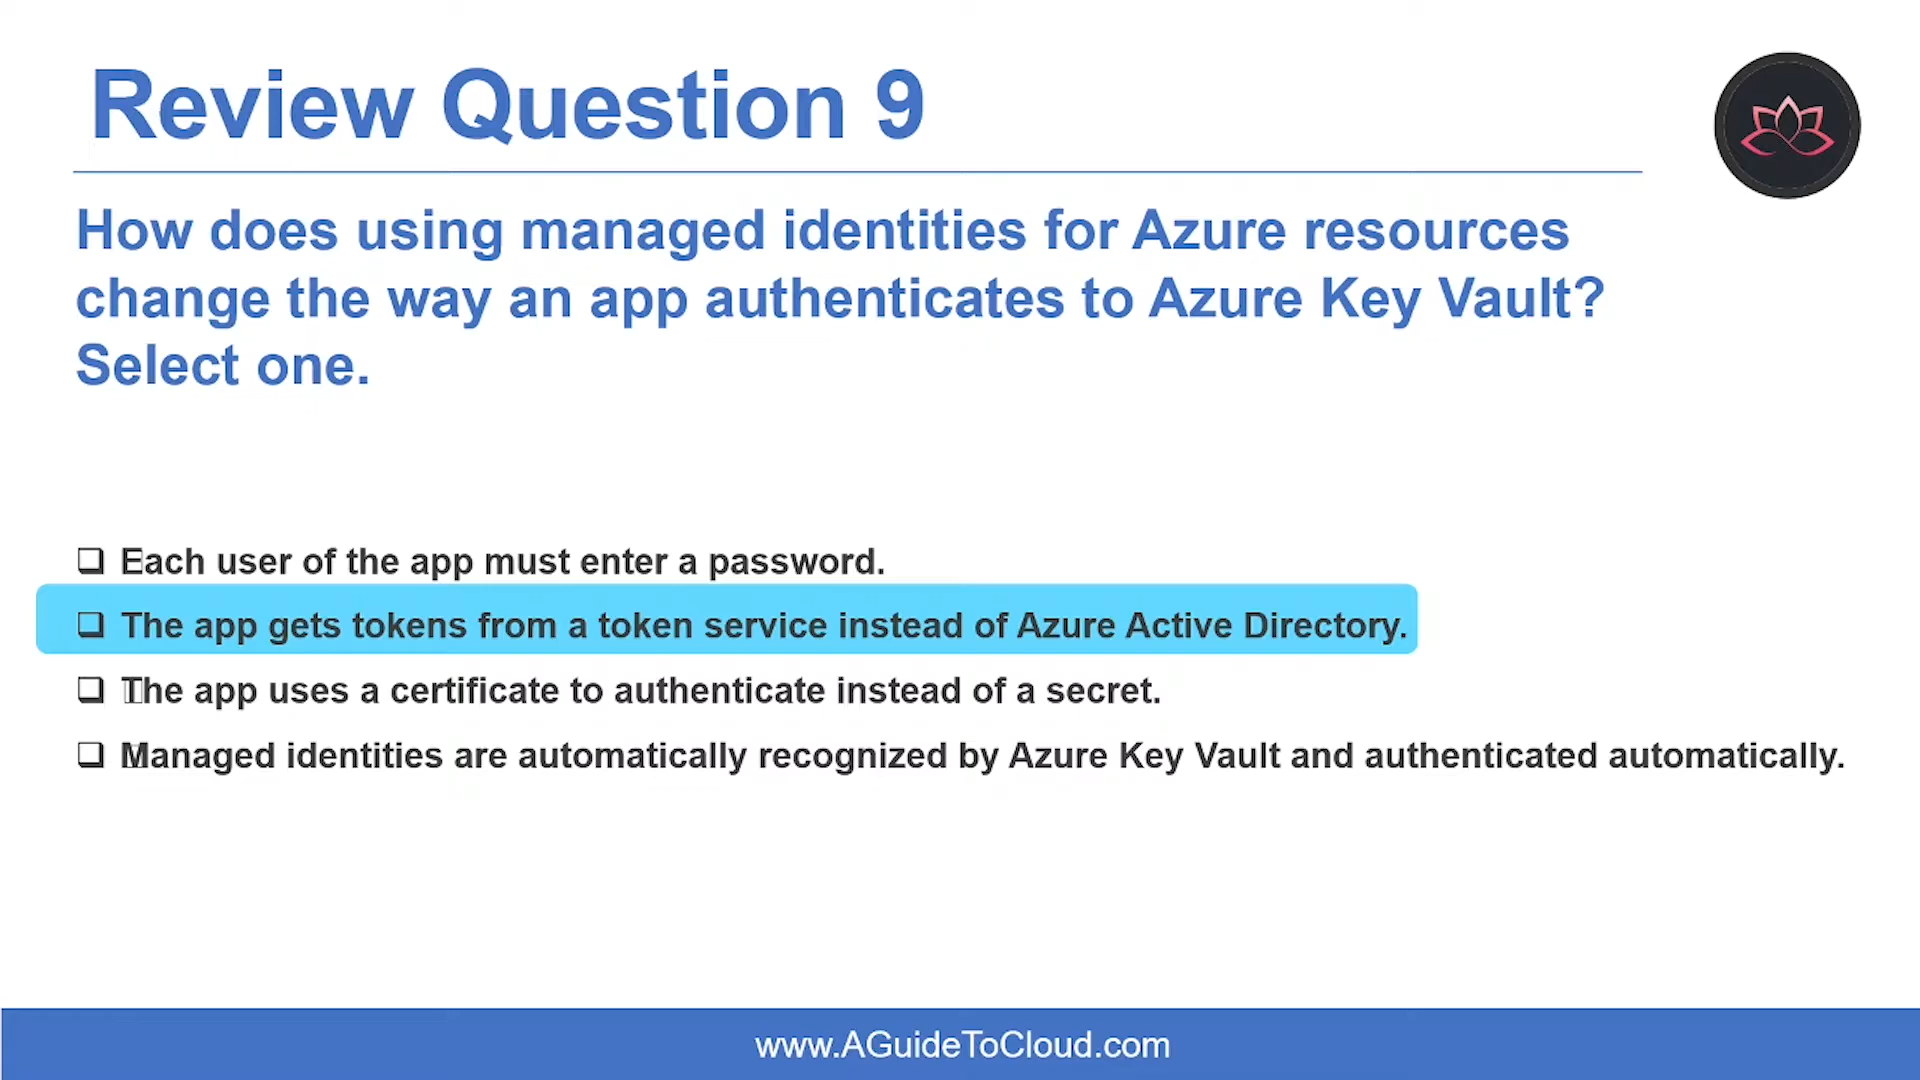 Review Question 9
How does using managed identities for Azure resources
change the way an app authenticates to Azure Key Vault?
Select one.
❑ Each user of the app must enter a password.
❑ The app gets tokens from a token service instead of Azure Active Directory.
❑ The app uses a certificate to authenticate instead of a secret.
❑ Managed identities are automatically recognized by Azure Key Vault and authenticated automatically.
www.AGuideToCloud.com